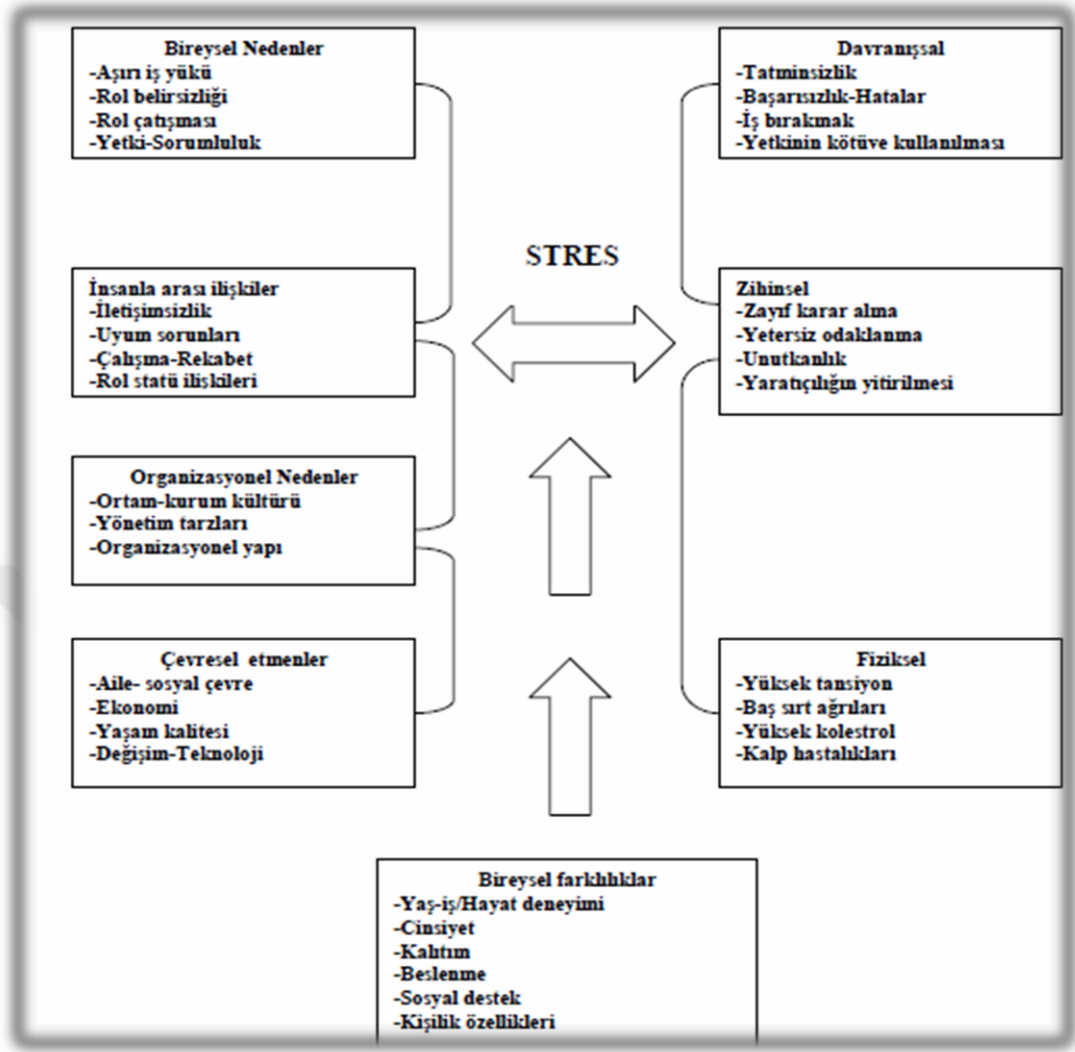 Bireysel Nedenler
-Aşırı iş yükü
-Rol belirsizliği
-Rol çatışması
-Yetki-Sorumluluk
Davranışsal
-Tatminsizlik
-Başarısızlık-Hatalar
-İş bırakmak
-Yetkinin kötüve kullanılması
STRES
İnsanla arası ilişkiler
-İletişimsizlik
-Uyum sorunları
-Çalışma-Rekabet
-Rol statü ilişkileri
Zihinsel
-Zayıf karar alma
-Yetersiz odaklanma
-Unutkanlık
-Yaratıçılığın yitirilmesi
Organizasyonel Nedenler
-Ortam-kurum kültürü
-Yönetim tarzları
-Organizasyonel yapı
Çevresel etmenler
-Aile- sosyal çevre
-Ekonomi
-Yaşam kalitesi
-Değişim-Teknoloji
Fiziksel
-Yüksek tansiyon
-Baş sırt ağrıları
-Yüksek kolestrol
-Kalp hastalıkları
Bireysel farklılıklar
-Yaş-iş/Hayat deneyimi
-Cinsiyet
-Kalıtım
-Beslenme
-Sosyal destek
-Kişilik özellikleri